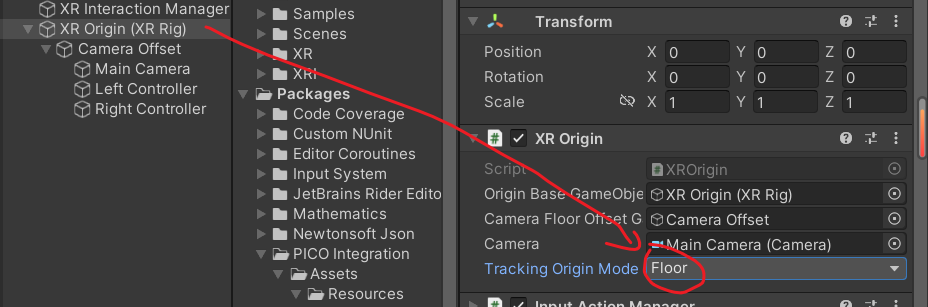 XR Interaction Manager
XR Origin (XR Rig)
Camera Offset
Main Camera
Left Controller
Right Controller
Samples
Scenes
XR
XRI
Packages
Code Coverage
Custom NUnit
Editor Coroutines
Input System
JetBrains Rider Edito
Mathematics
Newtonsoft Json
PICO Integration
Assets
Resources
Transform
Position X 0 Y 0 Z 0
Rotation X 0 Y 0 Z 0
Scale X 1 Y 1 Z 1
# XR Origin
Script # XROrigin
Origin Base GameObje XR Origin (XR Rig)
Camera Floor Offset G Camera Offset
Camera Main Camera (Camera)
Tracking Origin Mode Floor
# Input Action Manager